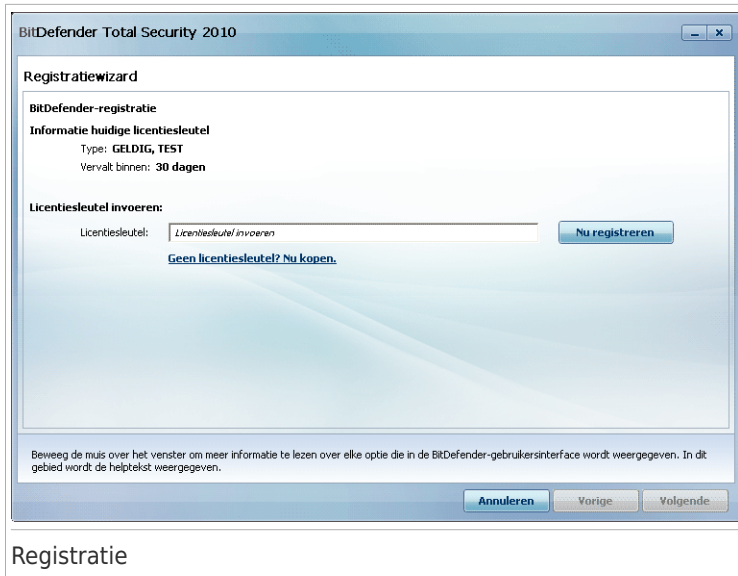 BitDefender Total Security 2010
Registratiewizard
BitDefender-registratie
Informatie huidige licentiesleutel
Type: GELDIG, TEST
Vervalt binnen: 30 dagen
Licentiesleutel invoeren:
Licentiesleutel: Licentiesleutel invoeren Nu registreren
Geen licentiesleutel? Nu kopen.
Beweeg de muis over het venster om meer informatie te lezen over elke optie die in de BitDefender-gebruikersinterface wordt weergegeven. In dit
gebied wordt de helptekst weergegeven.
Annuleren Vorige Volgende
Registratie